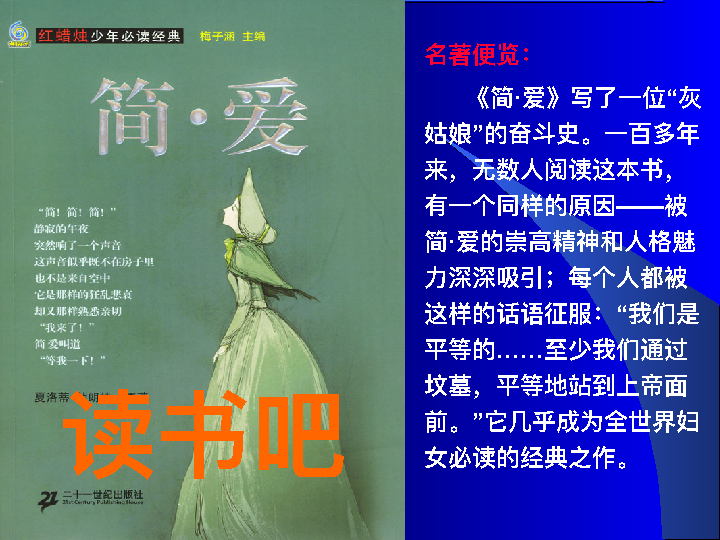 红蜡烛少年必读经典 梅子涵 主编
简·爱
“简！简！简！”
静寂的午夜
突然响了一个声音
这声音似乎既不在房子里
也不是来自空中
它是那样的狂乱悲哀
却又那样熟悉亲切
“我来了！”
简·爱叫道
“等我一下！”
夏洛蒂
读书吧
二十一世纪出版社
21st Century Publishing House
名著便览：
《简·爱》写了一位“灰
姑娘”的奋斗史。一百多年
来，无数人阅读这本书，
有一个同样的原因——被
简·爱的崇高精神和人格魅
力深深吸引；每个人都被
这样的话语征服：“我们是
平等的……至少我们通过
坟墓，平等地站到上帝面
前。”它几乎成为全世界妇
女必读的经典之作。